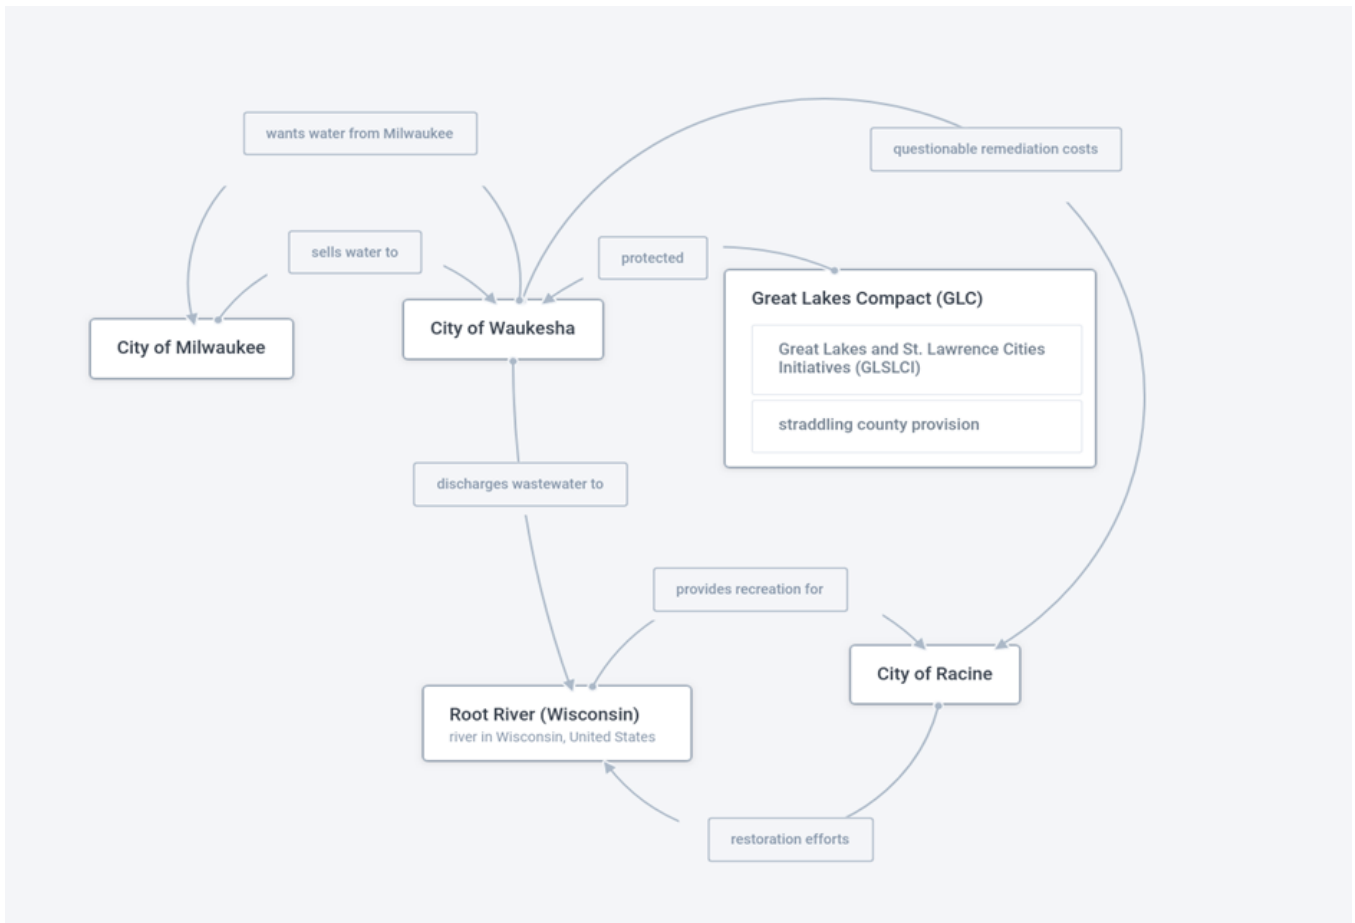 wants water from Milwaukee
questionable remediation costs
sells water to
protected
Great Lakes Compact (GLC)
City of Waukesha
City of Milwaukee
Great Lakes and St. Lawrence Cities
Initiatives (GLSLCI)
straddling county provision
discharges wastewater to
provides recreation for
City of Racine
Root River (Wisconsin)
river in Wisconsin, United States
restoration efforts